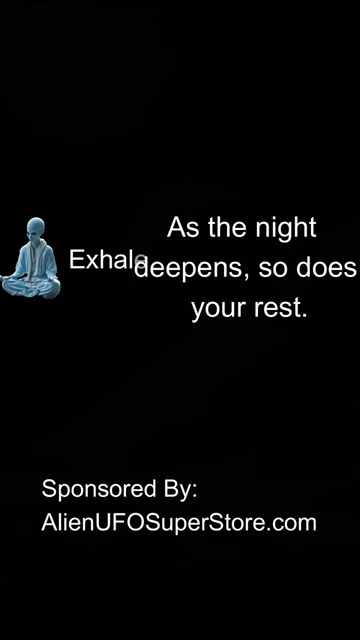 Exhale
As the night
deepens, so does
your rest.
Sponsored By:
AlienUFOSuperStore.com